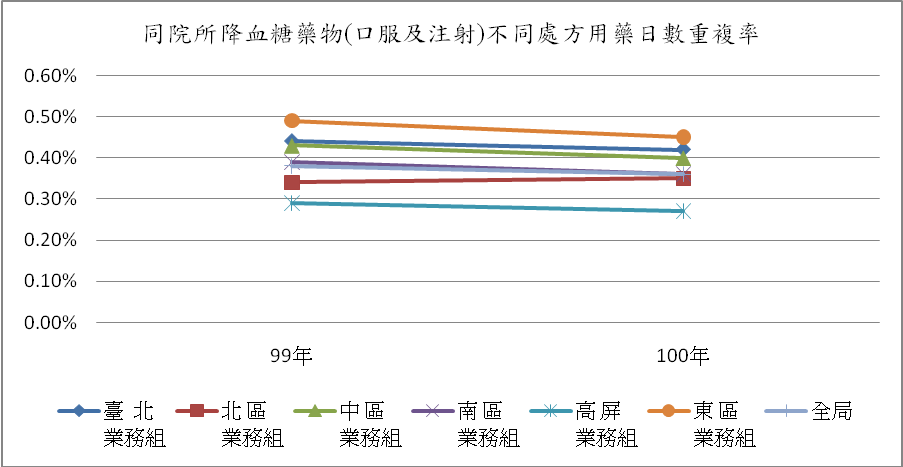 同院所降血糖藥物(口服及注射)不同處方用藥日數重複率
0.60%
0.50%
0.40%
0.30%
0.20%
0.10%
0.00%
99年
100年
臺 北
業務組
北區
業務組
中區
業務組
南區
業務組
高屏
業務組
東區
業務組
全局